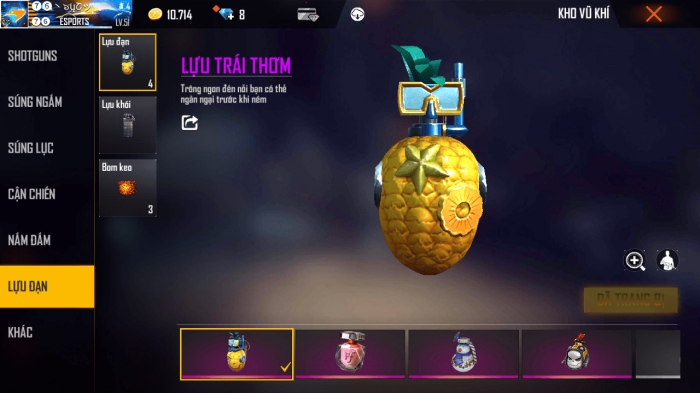 ESPORTS
LV.51
10.714
8
KHO VŨ KHÍ
SHOTGUNS
SÚNG NGẮM
SÚNG LỤC
CẬN CHIẾN
NẮM ĐẤM
LỰU ĐẠN
KHÁC
Lựu đạn
4
Lựu khói
Bom keo
3
LỰU TRÁI THƠM
Trông ngon đến nỗi bạn có thể
ngần ngại trước khi ném
ĐÃ TRANG BỊ